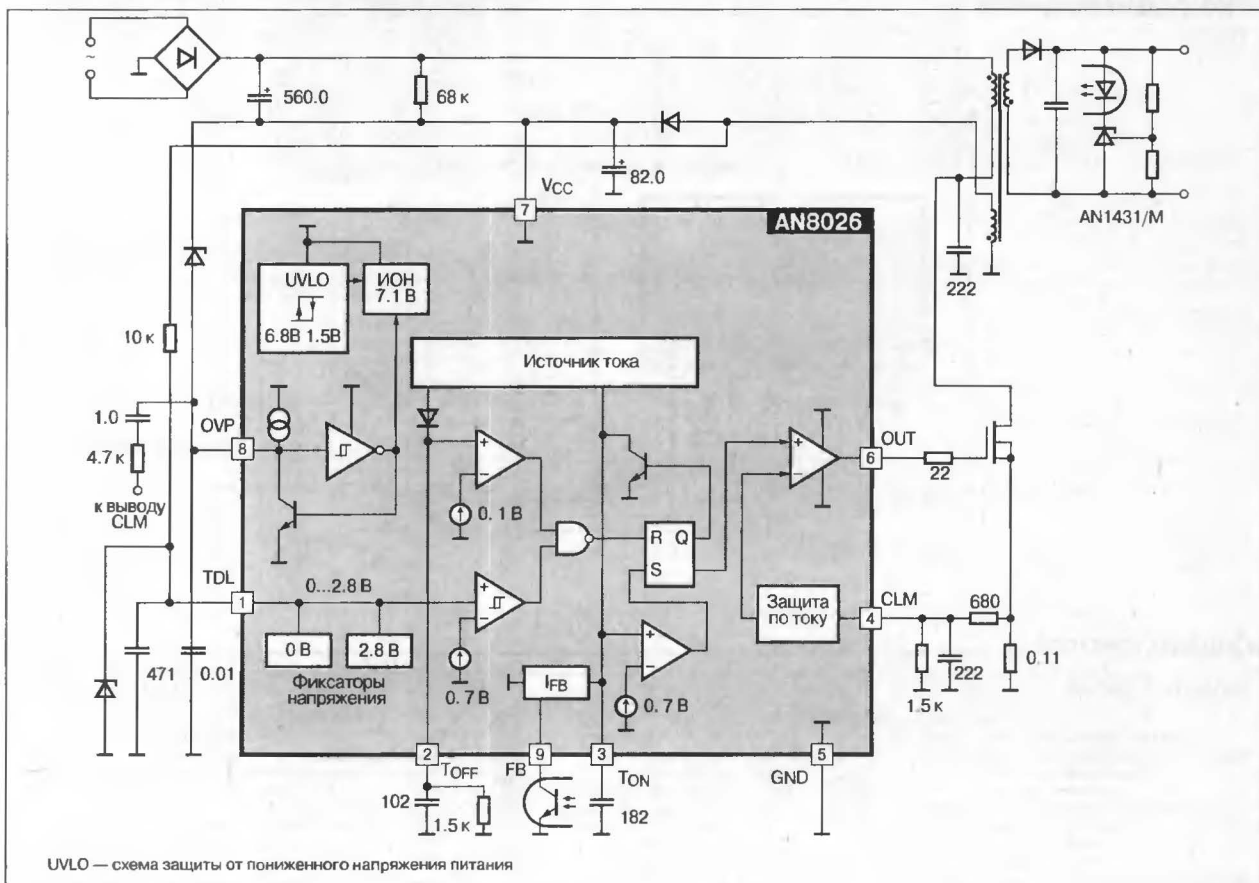 560.0
68 к
82.0
VCC
7
AN8026
AN1431/M
222
UVLO
6.8В 1.5В
ИОН
7.1 В
10 к
Источник тока
1.0
OVP
8
4.7 к
к выводу
CLM
0.1 В
OUT
6
22
R Q
S
TDL
1
0...2.8 В
0 В
2.8 В
Фиксаторы
напряжения
471
0.01
0.7 В
IFB
0.7 В
Защита
по току
CLM
4
680
0.11
1.5 к
222
2
TOFF
9
FB
3
TON
5
GND
102
1.5 к
182
UVLO — схема защиты от пониженного напряжения питания